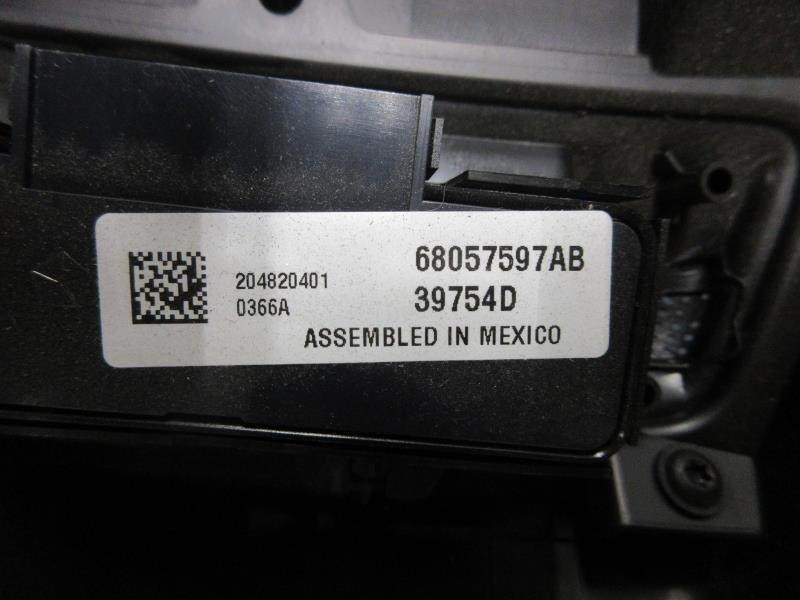 204820401
0366A
68057597AB
39754D
ASSEMBLED IN MEXICO